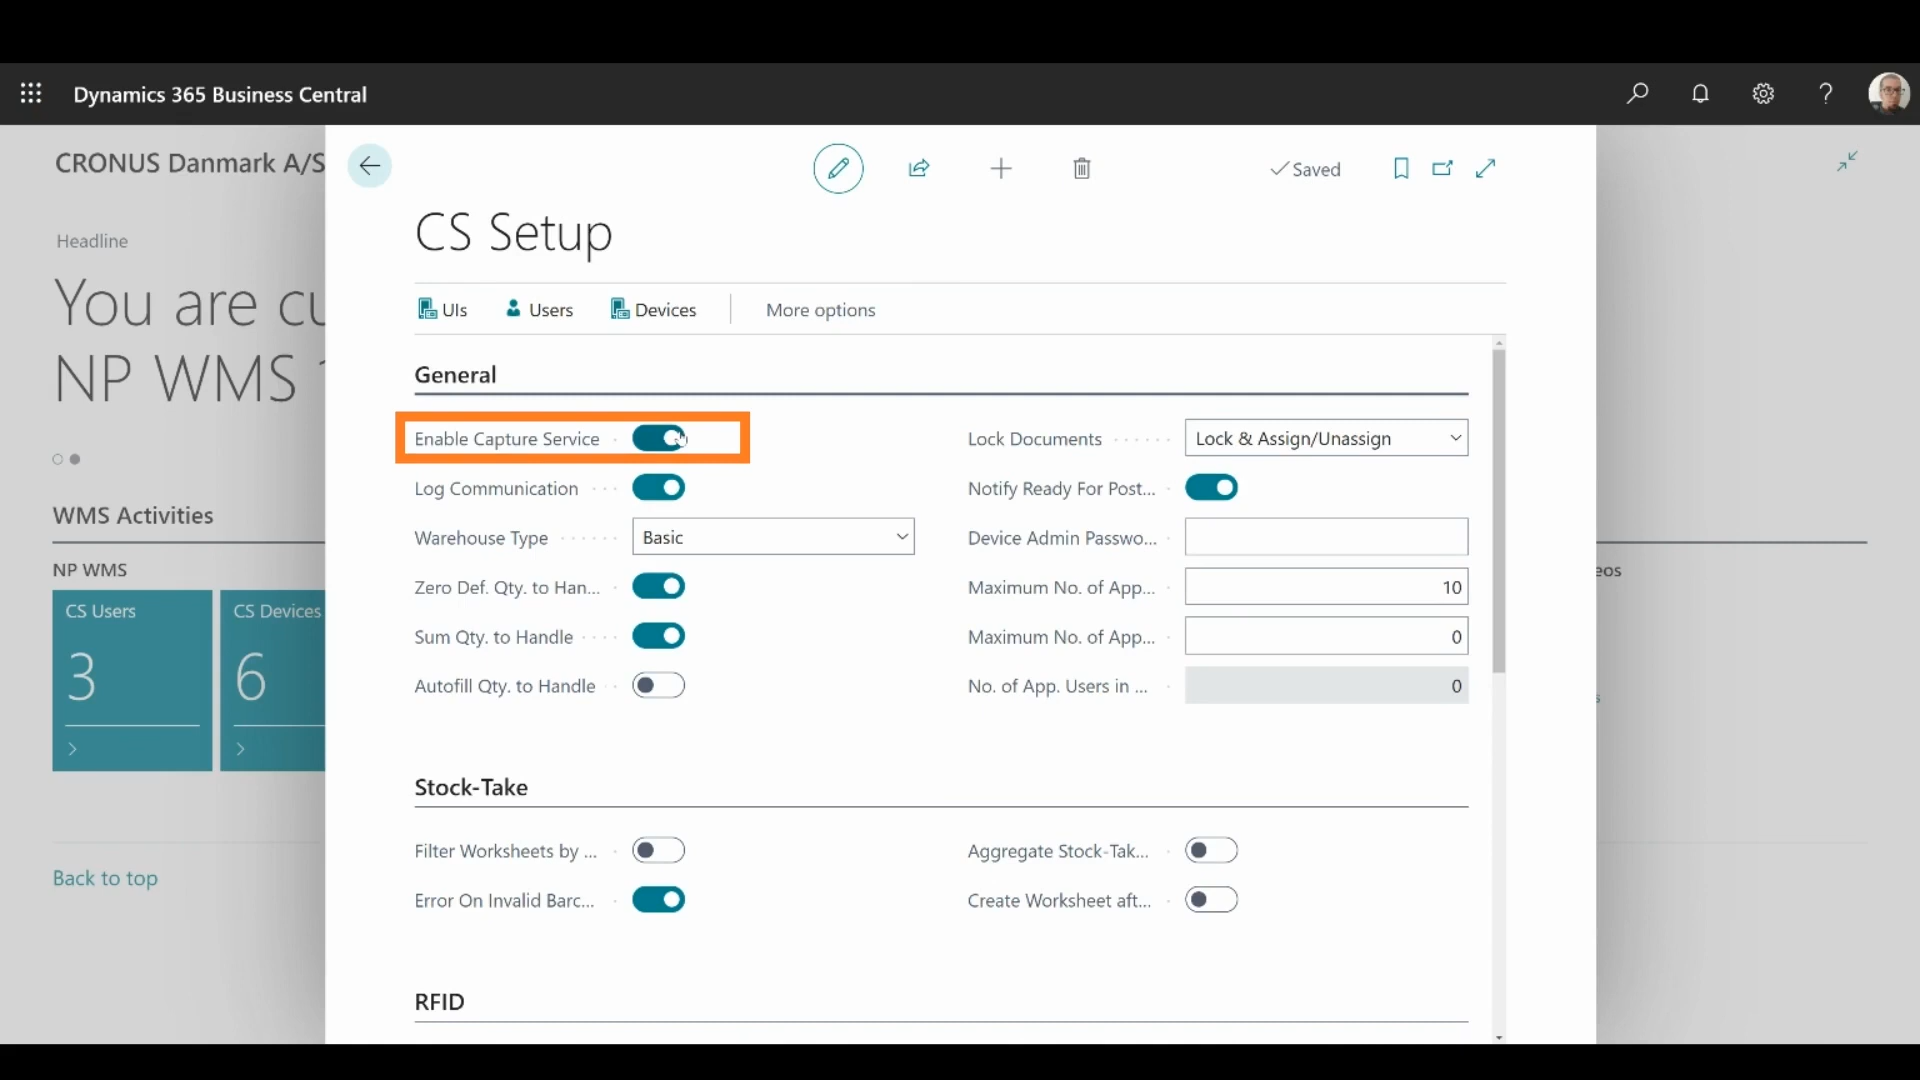 Dynamics 365 Business Central
?
CRONUS Danmark A/S
Saved
CS Setup
Headline
You are cu
NP WMS
UIs
Users
Devices
More options
General
Enable Capture Service
Lock Documents
Lock & Assign/Unassign
Log Communication
Notify Ready For Post...
WMS Activities
Warehouse Type
Basic
Device Admin Passwo...
NP WMS
eos
Zero Def. Qty. to Han...
Maximum No. of App...
10
CS Users
CS Devices
Sum Qty. to Handle
Maximum No. of App...
0
3
6
Autofill Qty. to Handle
No. of App. Users in ...
0
Stock-Take
Filter Worksheets by ...
Aggregate Stock-Tak...
Back to top
Error On Invalid Barc...
Create Worksheet aft...
RFID